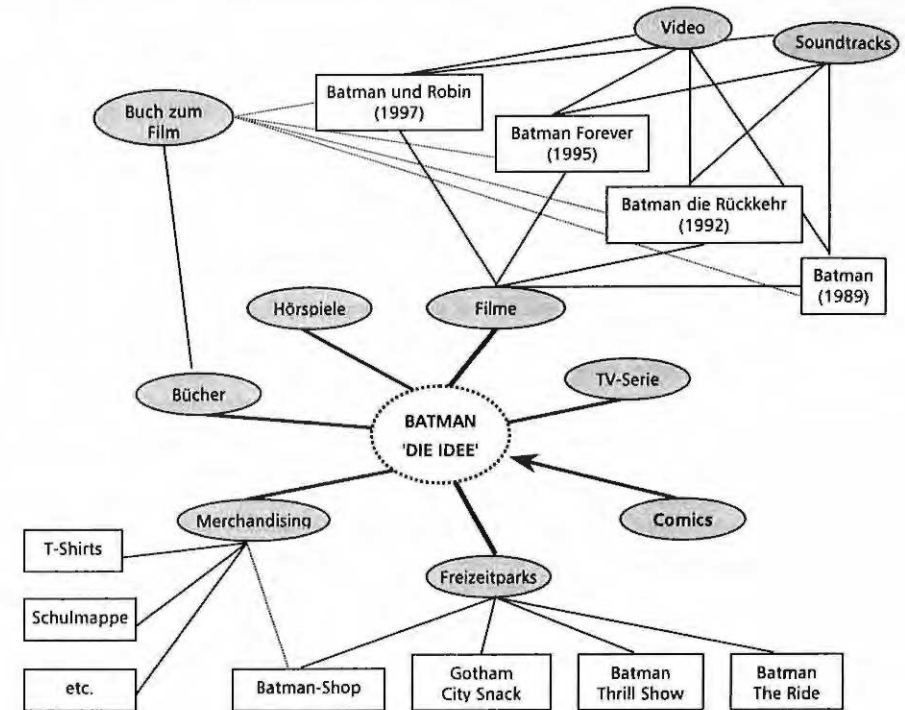 Video
Soundtracks
Batman und Robin
(1997)
Buch zum
Film
Batman Forever
(1995)
Batman die Rückkehr
(1992)
Batman
(1989)
Hörspiele
Filme
TV-Serie
Bücher
BATMAN
'DIE IDEE'
Merchandising
Comics
T-Shirts
Freizeitparks
Schulmappe
etc.
Batman-Shop
Gotham
City Snack
Batman
Thrill Show
Batman
The Ride